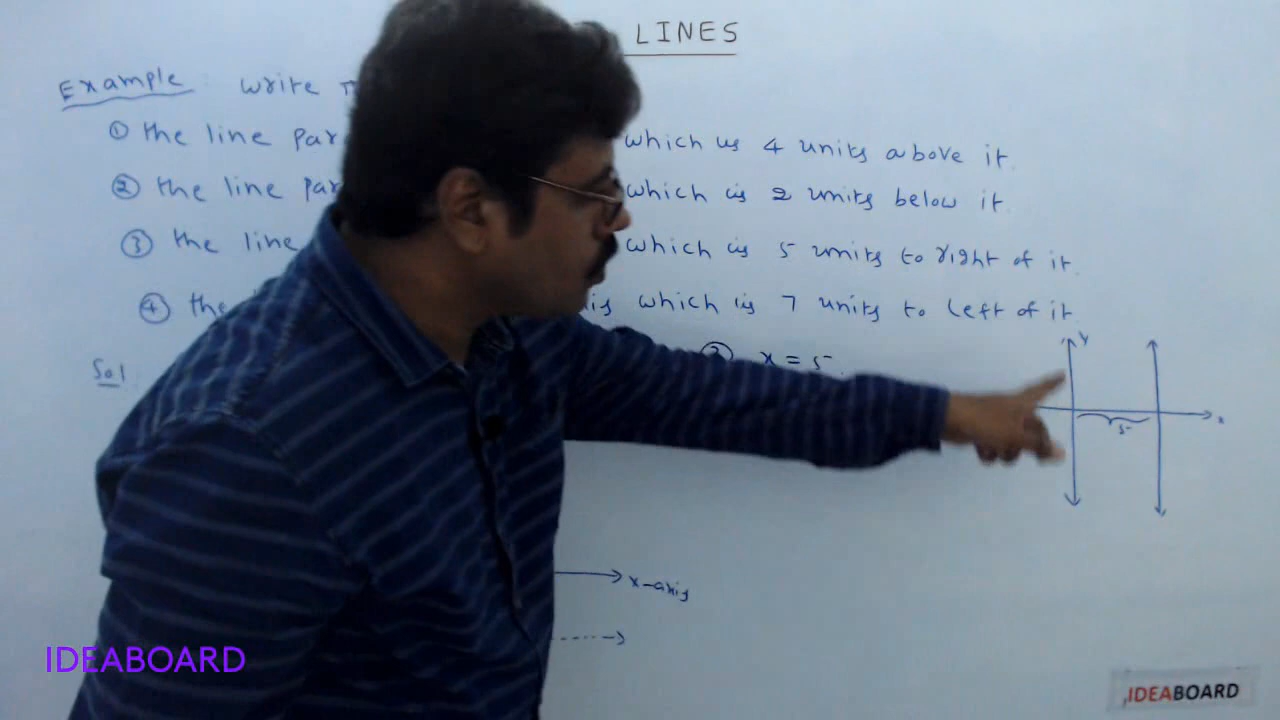 LINES
Example : write
① the line par which is 4 units above it.
② the line par which is 2 units below it.
③ the line which is 5 units to right of it.
④ the is which is 7 units to left of it
Sol
③ x = 5.
y
5
x
x-axis
IDEABOARD
IDEABOARD